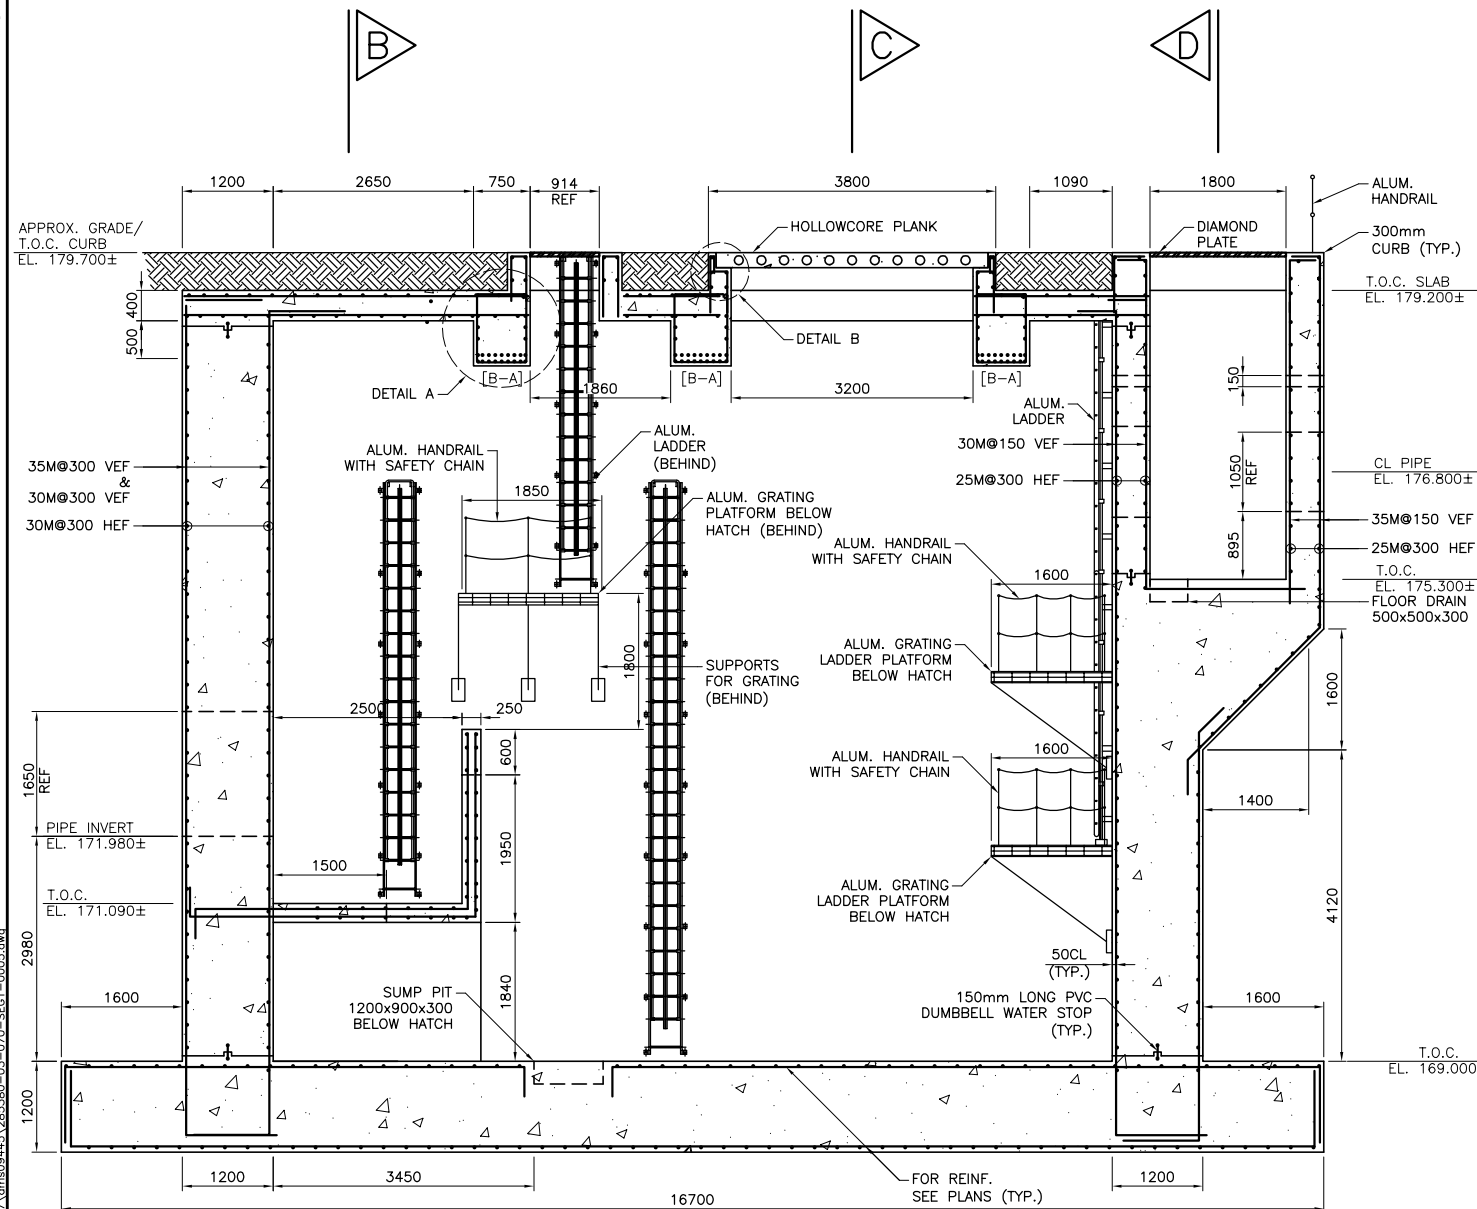 B
C
D
1200
2650
750
914
REF
3800
1090
1800
ALUM.
HANDRAIL
APPROX. GRADE/
T.O.C. CURB
EL. 179.700±
HOLLOWCORE PLANK
DIAMOND
PLATE
300mm
CURB (TYP.)
T.O.C. SLAB
EL. 179.200±
400
500
DETAIL B
DETAIL A
[B-A]
[B-A]
[B-A]
1860
3200
150
ALUM.
LADDER
30M@150 VEF
25M@300 HEF
1050
REF
CL PIPE
EL. 176.800±
35M@300 VEF
&
30M@300 VEF
30M@300 HEF
ALUM. HANDRAIL
WITH SAFETY CHAIN
ALUM.
LADDER
(BEHIND)
1850
ALUM. GRATING
PLATFORM BELOW
HATCH (BEHIND)
35M@150 VEF
25M@300 HEF
895
ALUM. HANDRAIL
WITH SAFETY CHAIN
1600
T.O.C.
EL. 175.300±
FLOOR DRAIN
500x500x300
1800
ALUM. GRATING
LADDER PLATFORM
BELOW HATCH
SUPPORTS
FOR GRATING
(BEHIND)
1600
2500
250
600
1650
REF
ALUM. HANDRAIL
WITH SAFETY CHAIN
1600
1400
PIPE INVERT
EL. 171.980±
1950
1500
ALUM. GRATING
LADDER PLATFORM
BELOW HATCH
T.O.C.
EL. 171.090±
4120
2980
50CL
(TYP.)
1600
SUMP PIT
1200x900x300
BELOW HATCH
1840
150mm LONG PVC
DUMBBELL WATER STOP
(TYP.)
1600
T.O.C.
EL. 169.000
1200
1200
3450
FOR REINF.
SEE PLANS (TYP.)
1200
16700